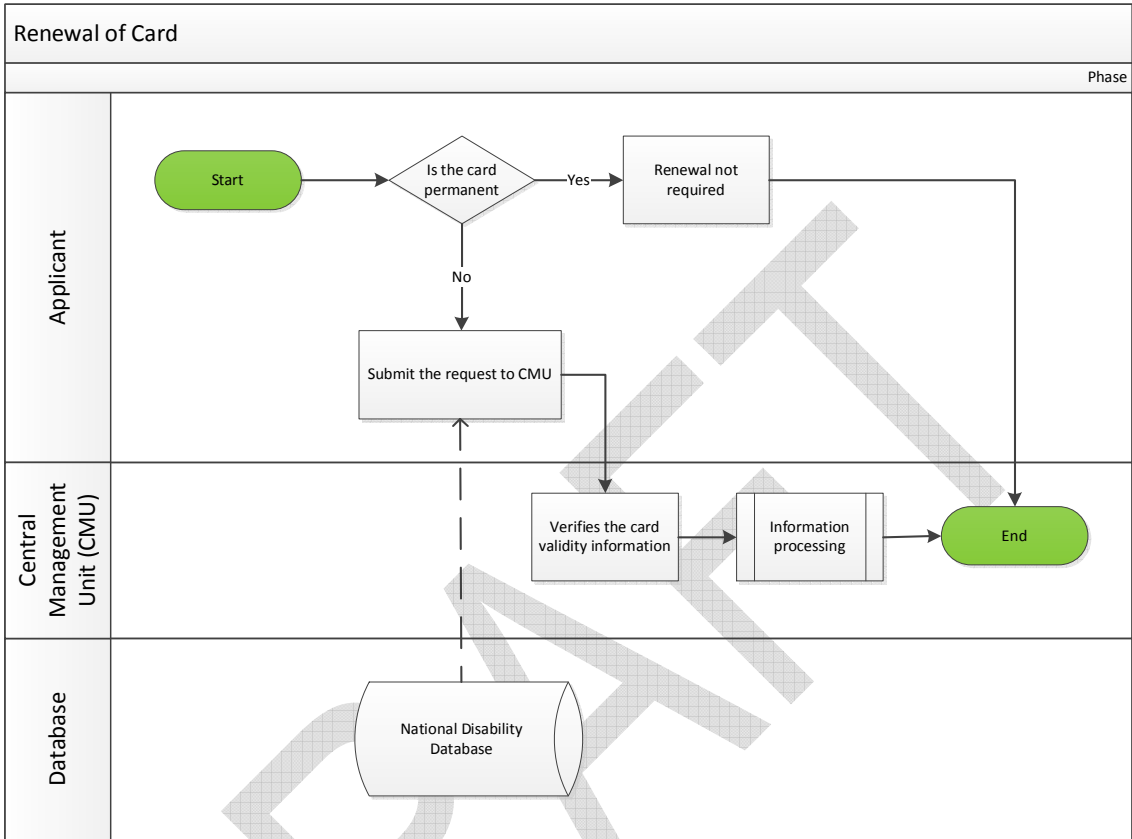 Renewal of Card
Phase
Applicant
Start
Is the card
permanent
Yes
Renewal not
required
No
Submit the request to CMU
Central
Management
Unit (CMU)
Verifies the card
validity information
Information
processing
End
Database
National Disability
Database
DRAFT